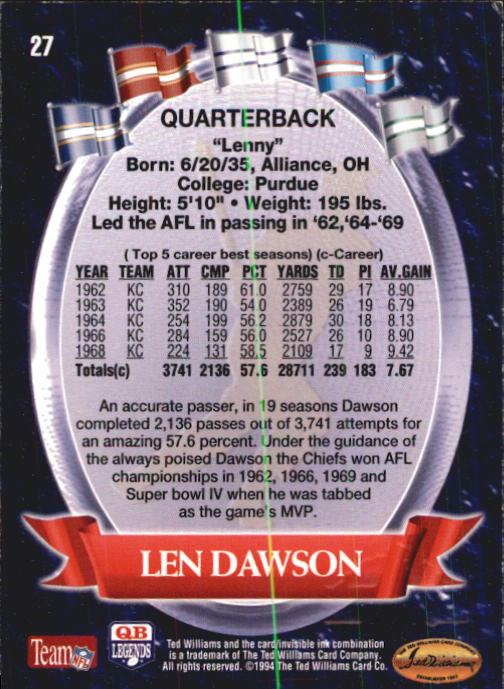 27
QUARTERBACK
"Lenny"
Born: 6/20/35, Alliance, OH
College: Purdue
Height: 5'10" • Weight: 195 lbs.
Led the AFL in passing in '62,'64-'69
( Top 5 career best seasons) (c-Career)
YEAR TEAM ATT CMP PCT YARDS TD PI AV.GAIN
1962 KC 310 189 61.0 2759 29 17 8.90
1963 KC 352 190 54.0 2389 26 19 6.79
1964 KC 254 199 56.2 2879 30 18 8.13
1966 KC 284 159 56.0 2527 26 10 8.90
1968 KC 224 131 58.5 2109 17 9 9.42
Totals(c) 3741 2136 57.6 28711 239 183 7.67
An accurate passer, in 19 seasons Dawson
completed 2,136 passes out of 3,741 attempts for
an amazing 57.6 percent. Under the guidance of
the always poised Dawson the Chiefs won AFL
championships in 1962, 1966, 1969 and
Super bowl IV when he was tabbed
as the game's MVP.
LEN DAWSON
Team NFL
QB
LEGENDS
Ted Williams and the card/invisible ink combination
is a trademark of The Ted Williams Card Company.
All rights reserved. ©1994 The Ted Williams Card Co.
THE TED WILLIAMS CARD COMPANY
Ted Williams